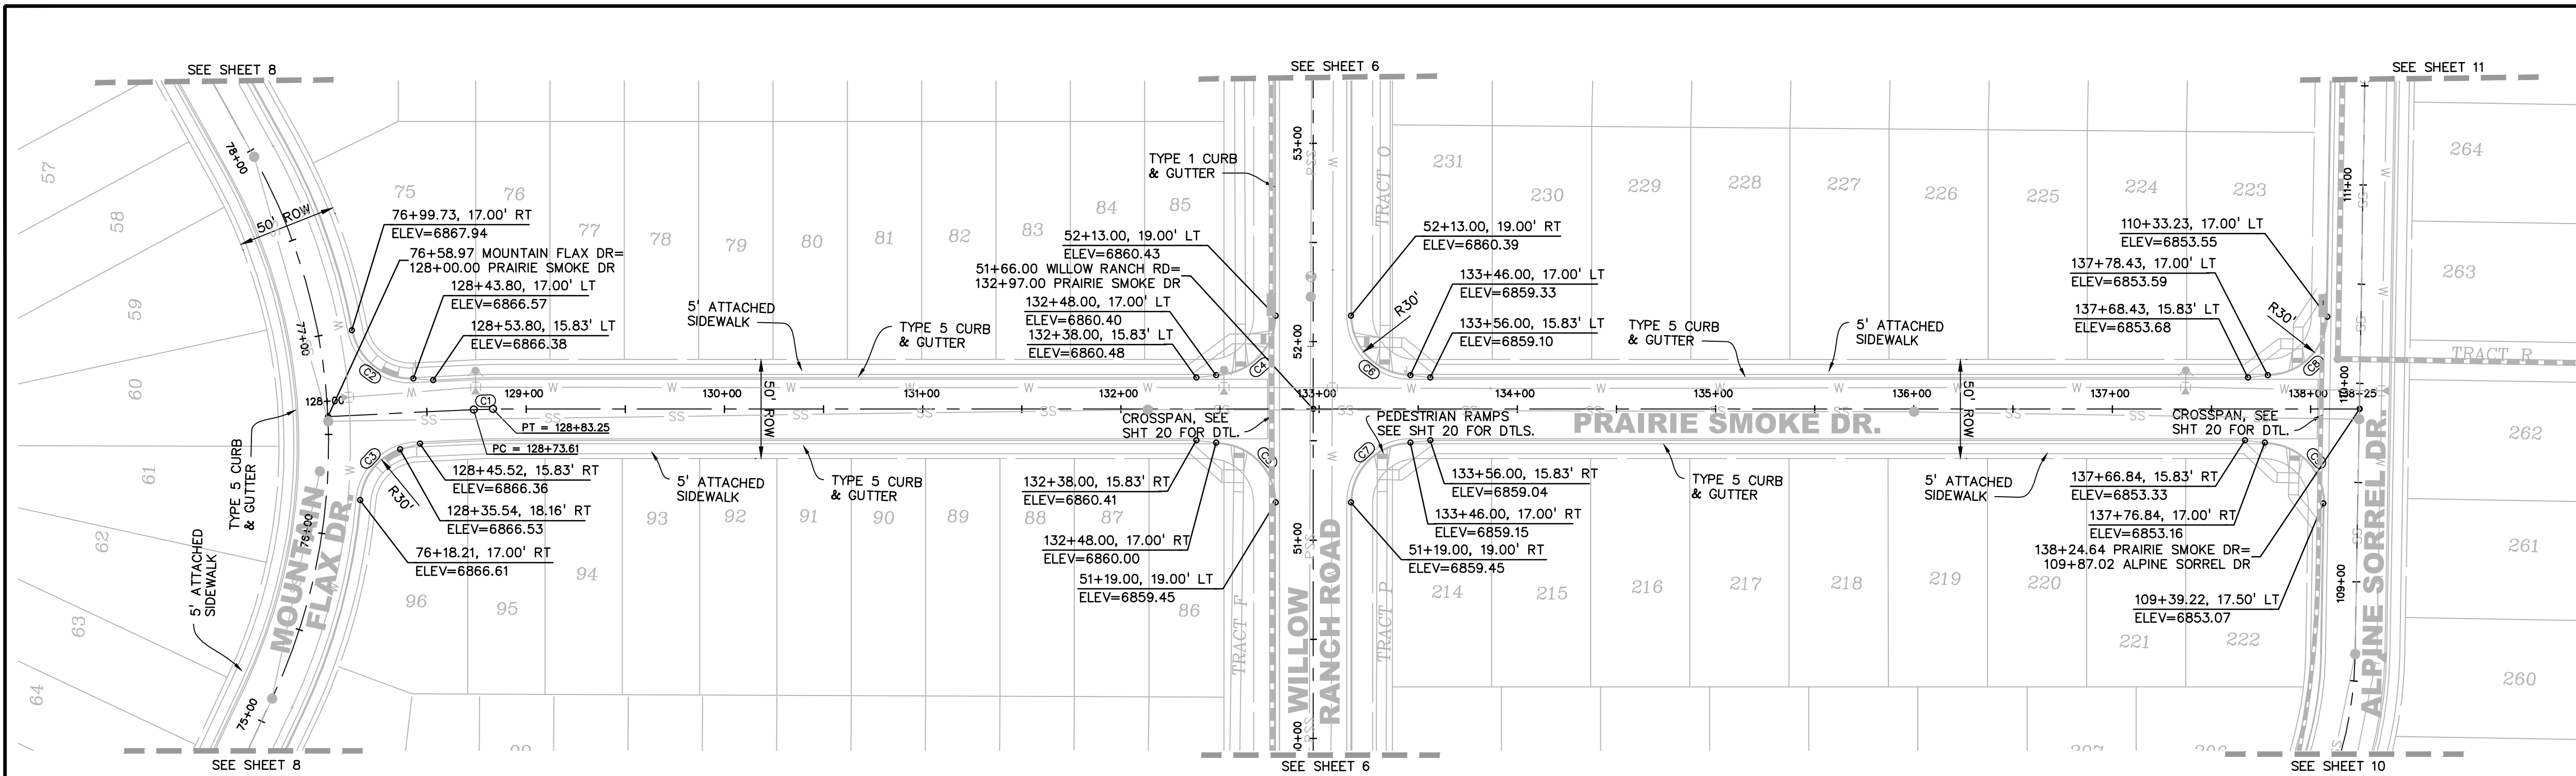 SEE SHEET 8
SEE SHEET 6
SEE SHEET 11
57
58
59
60
61
62
63
64
78+00
50' ROW
77+00
76+00
75+00
75
76
77
78
79
80
81
82
83
84
85
76+99.73, 17.00' RT
ELEV=6867.94
76+58.97 MOUNTAIN FLAX DR=
128+00.00 PRAIRIE SMOKE DR
128+43.80, 17.00' LT
ELEV=6866.57
128+53.80, 15.83' LT
ELEV=6866.38
5' ATTACHED
SIDEWALK
TYPE 5 CURB
& GUTTER
TYPE 1 CURB
& GUTTER
52+13.00, 19.00' LT
ELEV=6860.43
51+66.00 WILLOW RANCH RD=
132+97.00 PRAIRIE SMOKE DR
132+48.00, 17.00' LT
ELEV=6860.40
132+38.00, 15.83' LT
ELEV=6860.48
53+00
TRACT O
231
230
229
228
227
226
225
224
223
52+13.00, 19.00' RT
ELEV=6860.39
133+46.00, 17.00' LT
ELEV=6859.33
R30'
133+56.00, 15.83' LT
ELEV=6859.10
TYPE 5 CURB
& GUTTER
5' ATTACHED
SIDEWALK
110+33.23, 17.00' LT
ELEV=6853.55
137+78.43, 17.00' LT
ELEV=6853.59
137+68.43, 15.83' LT
ELEV=6853.68
R30'
111+00
264
263
TRACT R
C2
C4
52+00
C6
C8
110+00
128+00
C1
129+00
130+00
131+00
132+00
133+00
134+00
135+00
136+00
137+00
138+00
138+25
50' ROW
50' ROW
PT = 128+83.25
PC = 128+73.61
CROSSPAN, SEE
SHT 20 FOR DTL.
PEDESTRIAN RAMPS
SEE SHT 20 FOR DTLS.
PRAIRIE SMOKE DR.
CROSSPAN, SEE
SHT 20 FOR DTL.
262
TYPE 5 CURB
& GUTTER
C3
R30'
128+45.52, 15.83' RT
ELEV=6866.36
128+35.54, 18.16' RT
ELEV=6866.53
76+18.21, 17.00' RT
ELEV=6866.61
5' ATTACHED
SIDEWALK
TYPE 5 CURB
& GUTTER
C7
132+38.00, 15.83' RT
ELEV=6860.41
132+48.00, 17.00' RT
ELEV=6860.00
51+19.00, 19.00' LT
ELEV=6859.45
51+00
133+56.00, 15.83' RT
ELEV=6859.04
133+46.00, 17.00' RT
ELEV=6859.15
51+19.00, 19.00' RT
ELEV=6859.45
TYPE 5 CURB
& GUTTER
5' ATTACHED
SIDEWALK
137+66.84, 15.83' RT
ELEV=6853.33
137+76.84, 17.00' RT
ELEV=6853.16
138+24.64 PRAIRIE SMOKE DR=
109+87.02 ALPINE SORREL DR
109+39.22, 17.50' LT
ELEV=6853.07
109+00
5' ATTACHED
SIDEWALK
MOUNTAIN
FLAX DR.
96
95
94
93
92
91
90
89
88
87
86
TRACT F
WILLOW
RANCH ROAD
TRACT P
214
215
216
217
218
219
220
221
222
ALPINE SORREL DR.
261
260
SEE SHEET 8
SEE SHEET 6
SEE SHEET 10